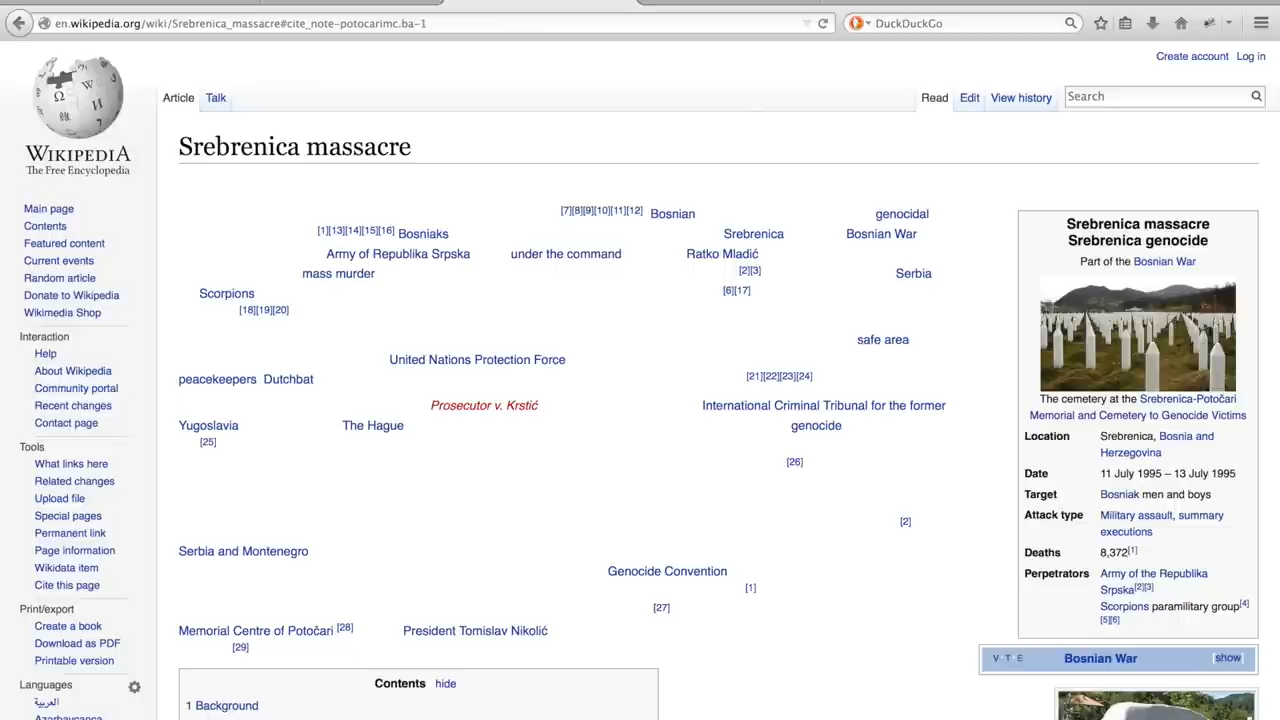 en.wikipedia.org/wiki/Srebrenica_massacre#cite_note-potocarimc.ba-1
DuckDuckGo
Create account Log in
Article Talk
Read Edit View history
Search
WIKIPEDIA
The Free Encyclopedia
Main page
Contents
Featured content
Current events
Random article
Donate to Wikipedia
Wikimedia Shop
Interaction
Help
About Wikipedia
Community portal
Recent changes
Contact page
Tools
What links here
Related changes
Upload file
Special pages
Permanent link
Page information
Wikidata item
Cite this page
Print/export
Create a book
Download as PDF
Printable version
Languages
العربية
Azərbaycanca
Srebrenica massacre
[7][8][9][10][11][12] Bosnian genocidal
[1][13][14][15][16] Bosniaks Srebrenica Bosnian War
Army of Republika Srpska under the command Ratko Mladić
mass murder [2][3] Serbia
Scorpions [6][17]
[18][19][20]
safe area
United Nations Protection Force
peacekeepers Dutchbat [21][22][23][24]
Prosecutor v. Krstić International Criminal Tribunal for the former
Yugoslavia The Hague genocide
[25]
[26]
[2]
Serbia and Montenegro
Genocide Convention
[1]
[27]
Memorial Centre of Potočari [28] President Tomislav Nikolić
[29]
Contents hide
1 Background
Srebrenica massacre
Srebrenica genocide
Part of the Bosnian War
The cemetery at the Srebrenica-Potočari
Memorial and Cemetery to Genocide Victims
Location Srebrenica, Bosnia and
Herzegovina
Date 11 July 1995 – 13 July 1995
Target Bosniak men and boys
Attack type Military assault, summary
executions
Deaths 8,372[1]
Perpetrators Army of the Republika
Srpska[2][3]
Scorpions paramilitary group[4]
[5][6]
V · T · E Bosnian War show